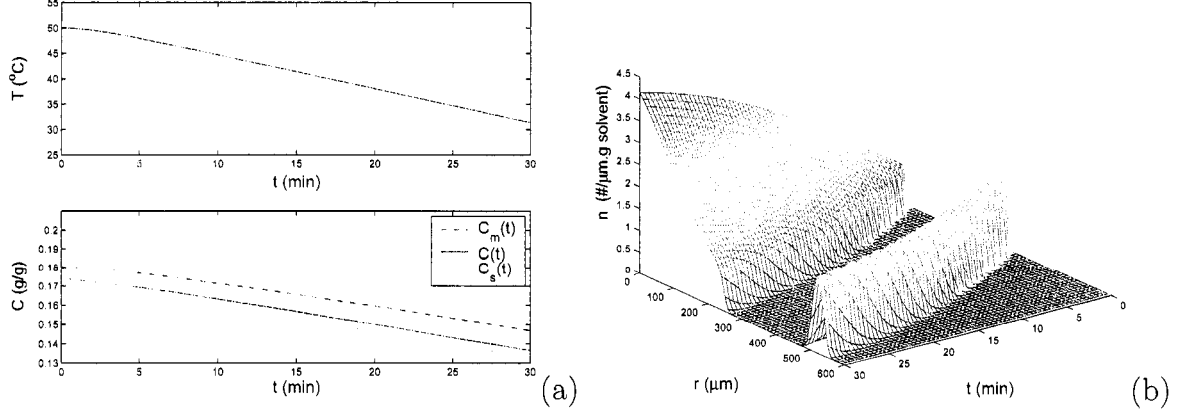 55
50
45
40
35
30
25
T (°C)
0 5 10 15 20 25 30
t (min)
0.2
0.19
0.18
0.17
0.16
0.15
0.14
0.13
C (g/g)
C_m(t)
C(t)
C_s(t)
0 5 10 15 20 25 30
t (min)
(a)
4.5
4
3.5
3
2.5
2
1.5
1
0.5
0
n (#/μm.g solvent)
0 100 200 300 400 500 600
r (μm)
30 25 20 15 10 5 0
t (min)
(b)